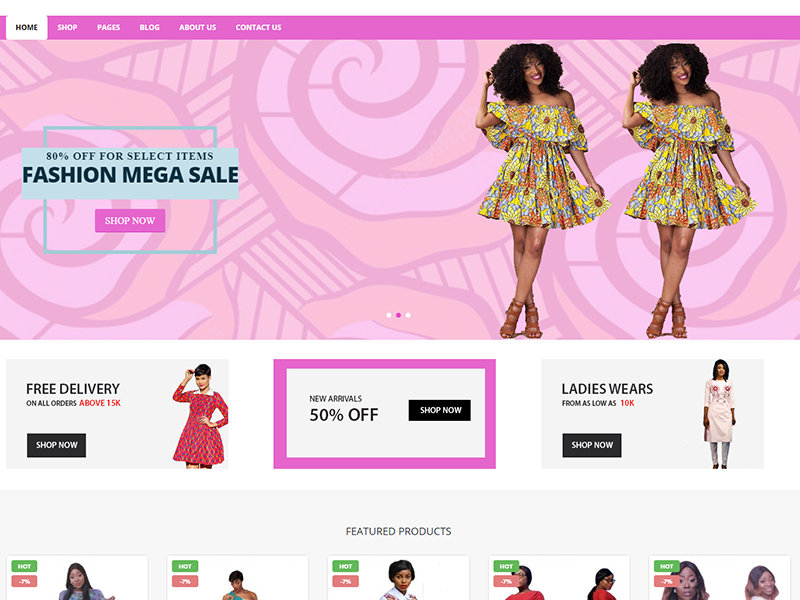 HOME SHOP PAGES BLOG ABOUT US CONTACT US
80% OFF FOR SELECT ITEMS
FASHION MEGA SALE
SHOP NOW
FREE DELIVERY
ON ALL ORDERS ABOVE 15K
SHOP NOW
NEW ARRIVALS
50% OFF
SHOP NOW
LADIES WEARS
FROM AS LOW AS 10K
SHOP NOW
FEATURED PRODUCTS
HOT HOT HOT HOT HOT
-7% -7% -7% -7% -7%